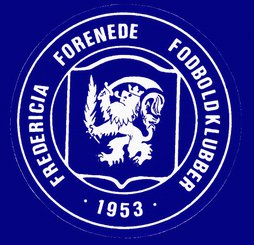 FREDERICIA FORENEDE FODBOLDKLUBBER
· 1953 ·